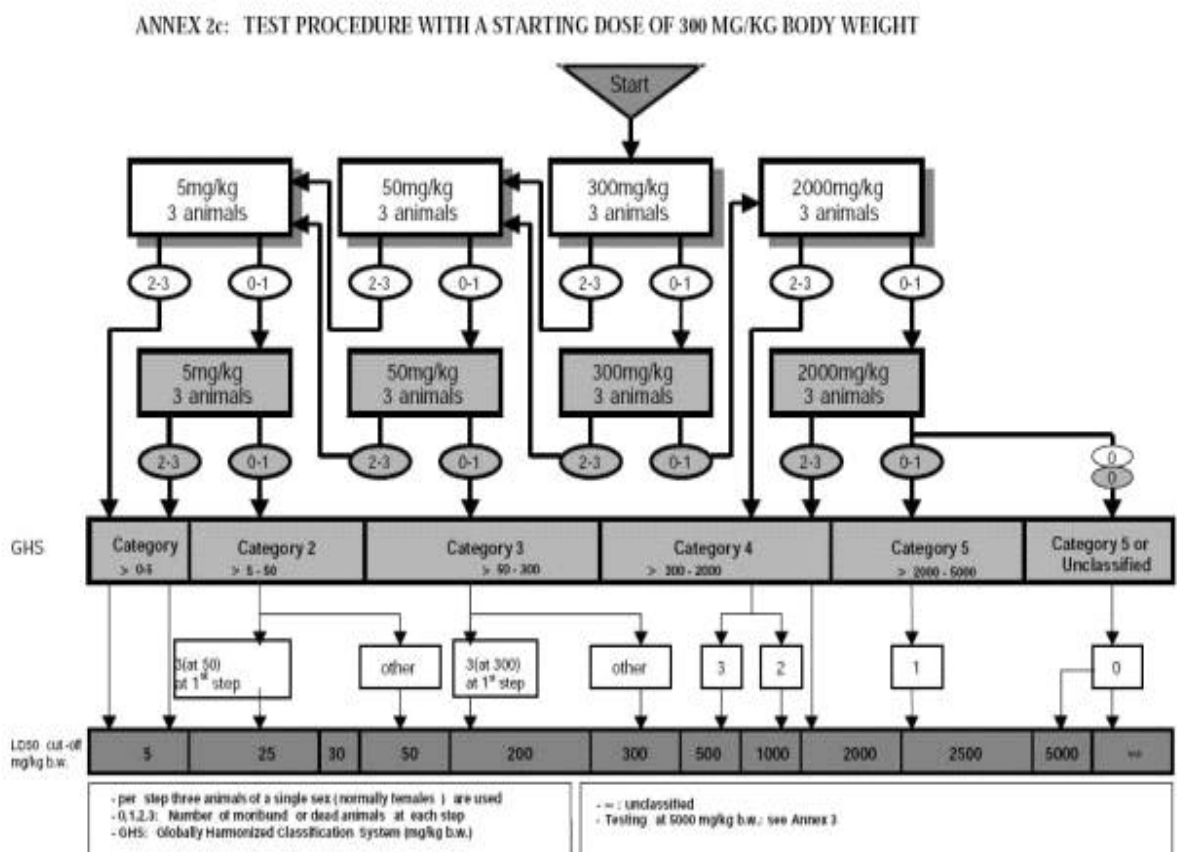 ANNEX 2c: TEST PROCEDURE WITH A STARTING DOSE OF 300 MG/KG BODY WEIGHT
Start
5mg/kg
3 animals
50mg/kg
3 animals
300mg/kg
3 animals
2000mg/kg
3 animals
2-3
0-1
2-3
0-1
2-3
0-1
2-3
0-1
5mg/kg
3 animals
50mg/kg
3 animals
300mg/kg
3 animals
2000mg/kg
3 animals
2-3
0-1
2-3
0-1
2-3
0-1
2-3
0-1
0
0
GHS
Category
> 0-5
Category 2
> 5 - 50
Category 3
> 50 - 300
Category 4
> 300 - 2000
Category 5
> 2000 - 5000
Category 5 or
Unclassified
3(at 50)
at 1st step
other
3(at 300)
at 1st step
other
3
2
1
0
LD50 cut-off
mg/kg b.w.
5
25
30
50
200
300
500
1000
2000
2500
5000
∞
- per step three animals of a single sex ( normally females ) are used
- 0,1,2,3: Number of moribund or dead animals at each step
- GHS: Globally Harmonized Classification System (mg/kg b.w.)
- ∞ : unclassified
- Testing at 5000 mg/kg b.w.: see Annex 3